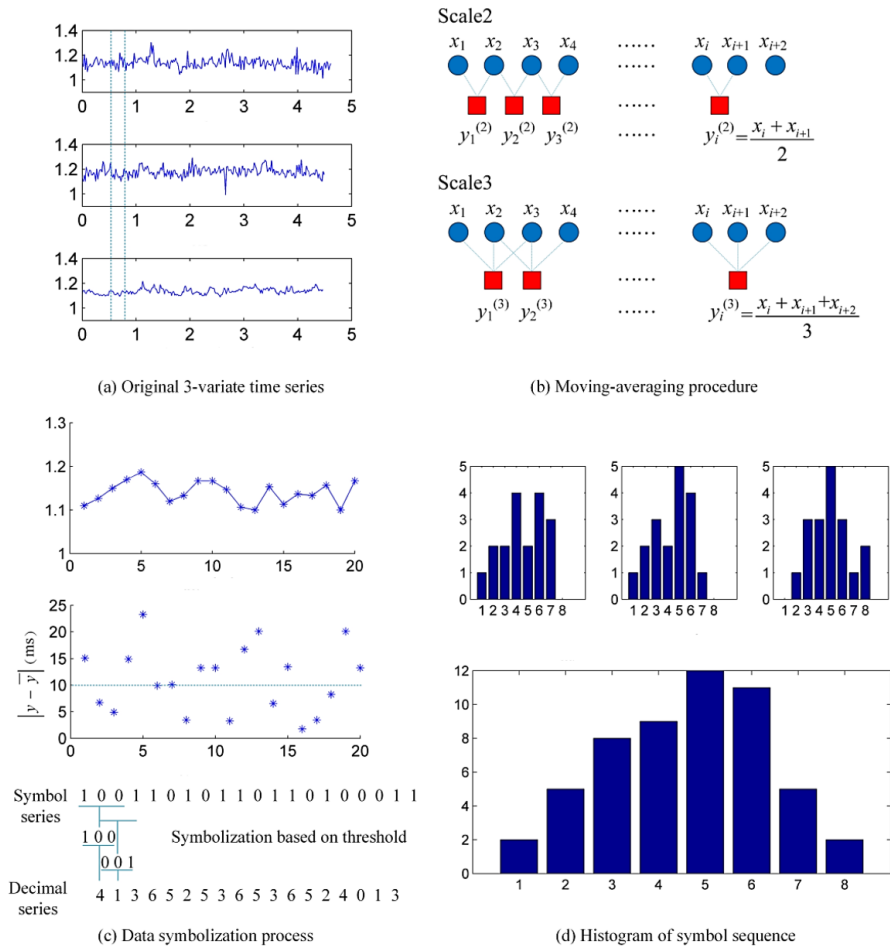 1.4
1.2
1
0 1 2 3 4 5
1.4
1.2
1
0 1 2 3 4 5
1.4
1.2
1
0 1 2 3 4 5
(a) Original 3-variate time series
Scale2
x₁ x₂ x₃ x₄ ...... xᵢ xᵢ₊₁ xᵢ₊₂
......
......
y₁⁽²⁾ y₂⁽²⁾ y₃⁽²⁾ ...... yᵢ⁽²⁾ = (xᵢ + xᵢ₊₁)/2
Scale3
x₁ x₂ x₃ x₄ ...... xᵢ xᵢ₊₁ xᵢ₊₂
......
......
y₁⁽³⁾ y₂⁽³⁾ ...... yᵢ⁽³⁾ = (xᵢ + xᵢ₊₁ + xᵢ₊₂)/3
(b) Moving-averaging procedure
1.3
1.2
1.1
1
0 5 10 15 20
|y − y̅| (ms)
25
20
15
10
5
0
0 5 10 15 20
Symbol series
1 0 0 1 1 0 1 0 1 1 0 1 1 0 1 0 0 0 1 1
1 0 0
0 0 1
Symbolization based on threshold
Decimal series
4 1 3 6 5 2 5 3 6 5 3 6 5 2 4 0 1 3
(c) Data symbolization process
5
4
3
2
1
0
1 2 3 4 5 6 7 8
5
4
3
2
1
0
1 2 3 4 5 6 7 8
5
4
3
2
1
0
1 2 3 4 5 6 7 8
12
10
8
6
4
2
0
1 2 3 4 5 6 7 8
(d) Histogram of symbol sequence